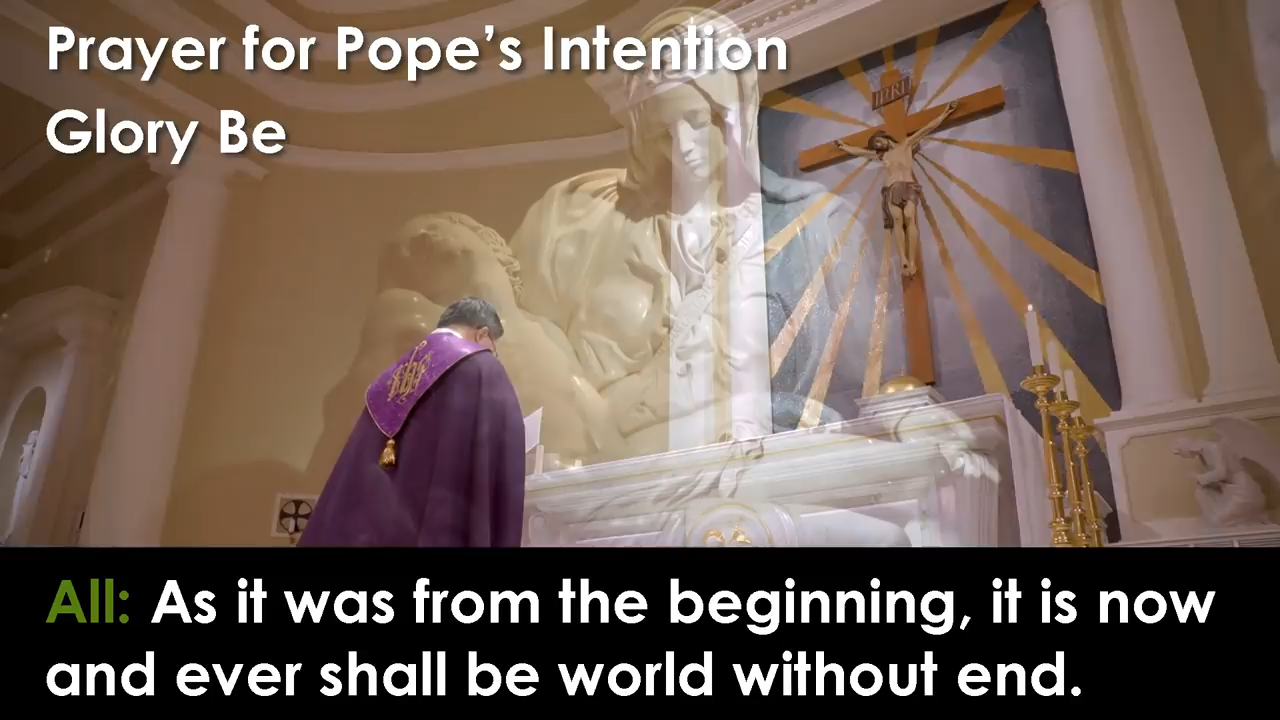 Prayer for Pope’s Intention
Glory Be
INRI
All: As it was from the beginning, it is now
and ever shall be world without end.